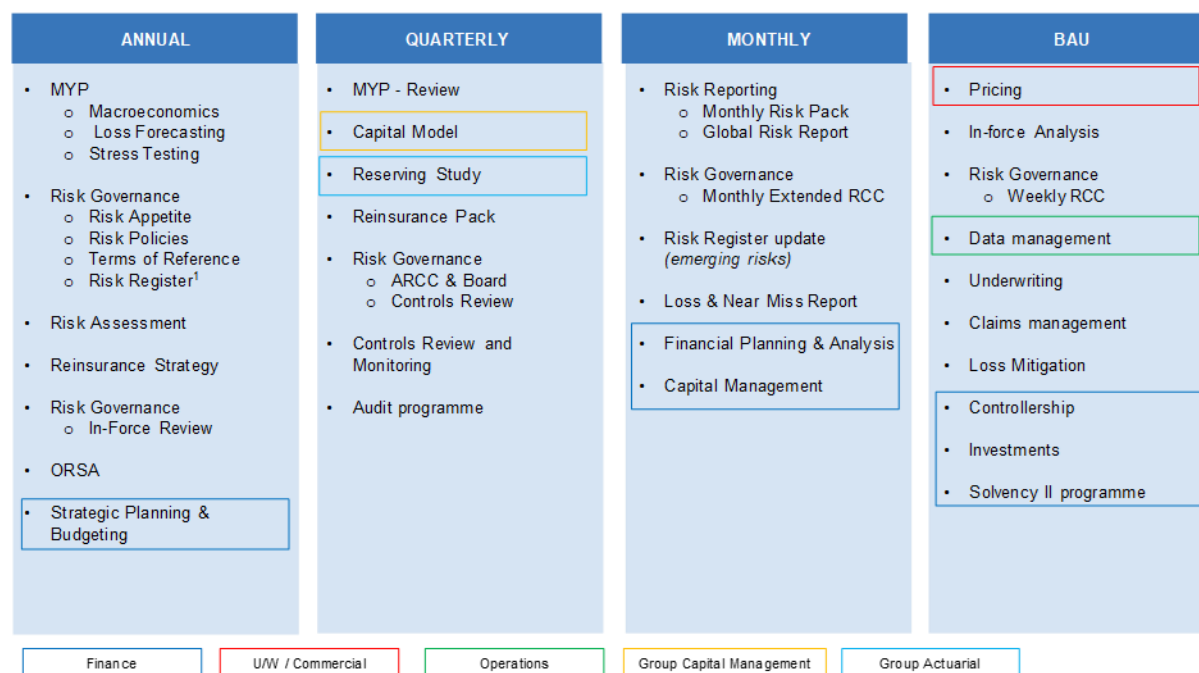 ANNUAL
• MYP
o Macroeconomics
o Loss Forecasting
o Stress Testing
• Risk Governance
o Risk Appetite
o Risk Policies
o Terms of Reference
o Risk Register¹
• Risk Assessment
• Reinsurance Strategy
• Risk Governance
o In-Force Review
• ORSA
• Strategic Planning &
Budgeting
QUARTERLY
• MYP - Review
• Capital Model
• Reserving Study
• Reinsurance Pack
• Risk Governance
o ARCC & Board
o Controls Review
• Controls Review and
Monitoring
• Audit programme
MONTHLY
• Risk Reporting
o Monthly Risk Pack
o Global Risk Report
• Risk Governance
o Monthly Extended RCC
• Risk Register update
(emerging risks)
• Loss & Near Miss Report
• Financial Planning & Analysis
• Capital Management
BAU
• Pricing
• In-force Analysis
• Risk Governance
o Weekly RCC
• Data management
• Underwriting
• Claims management
• Loss Mitigation
• Controllership
• Investments
• Solvency II programme
Finance
U/W / Commercial
Operations
Group Capital Management
Group Actuarial